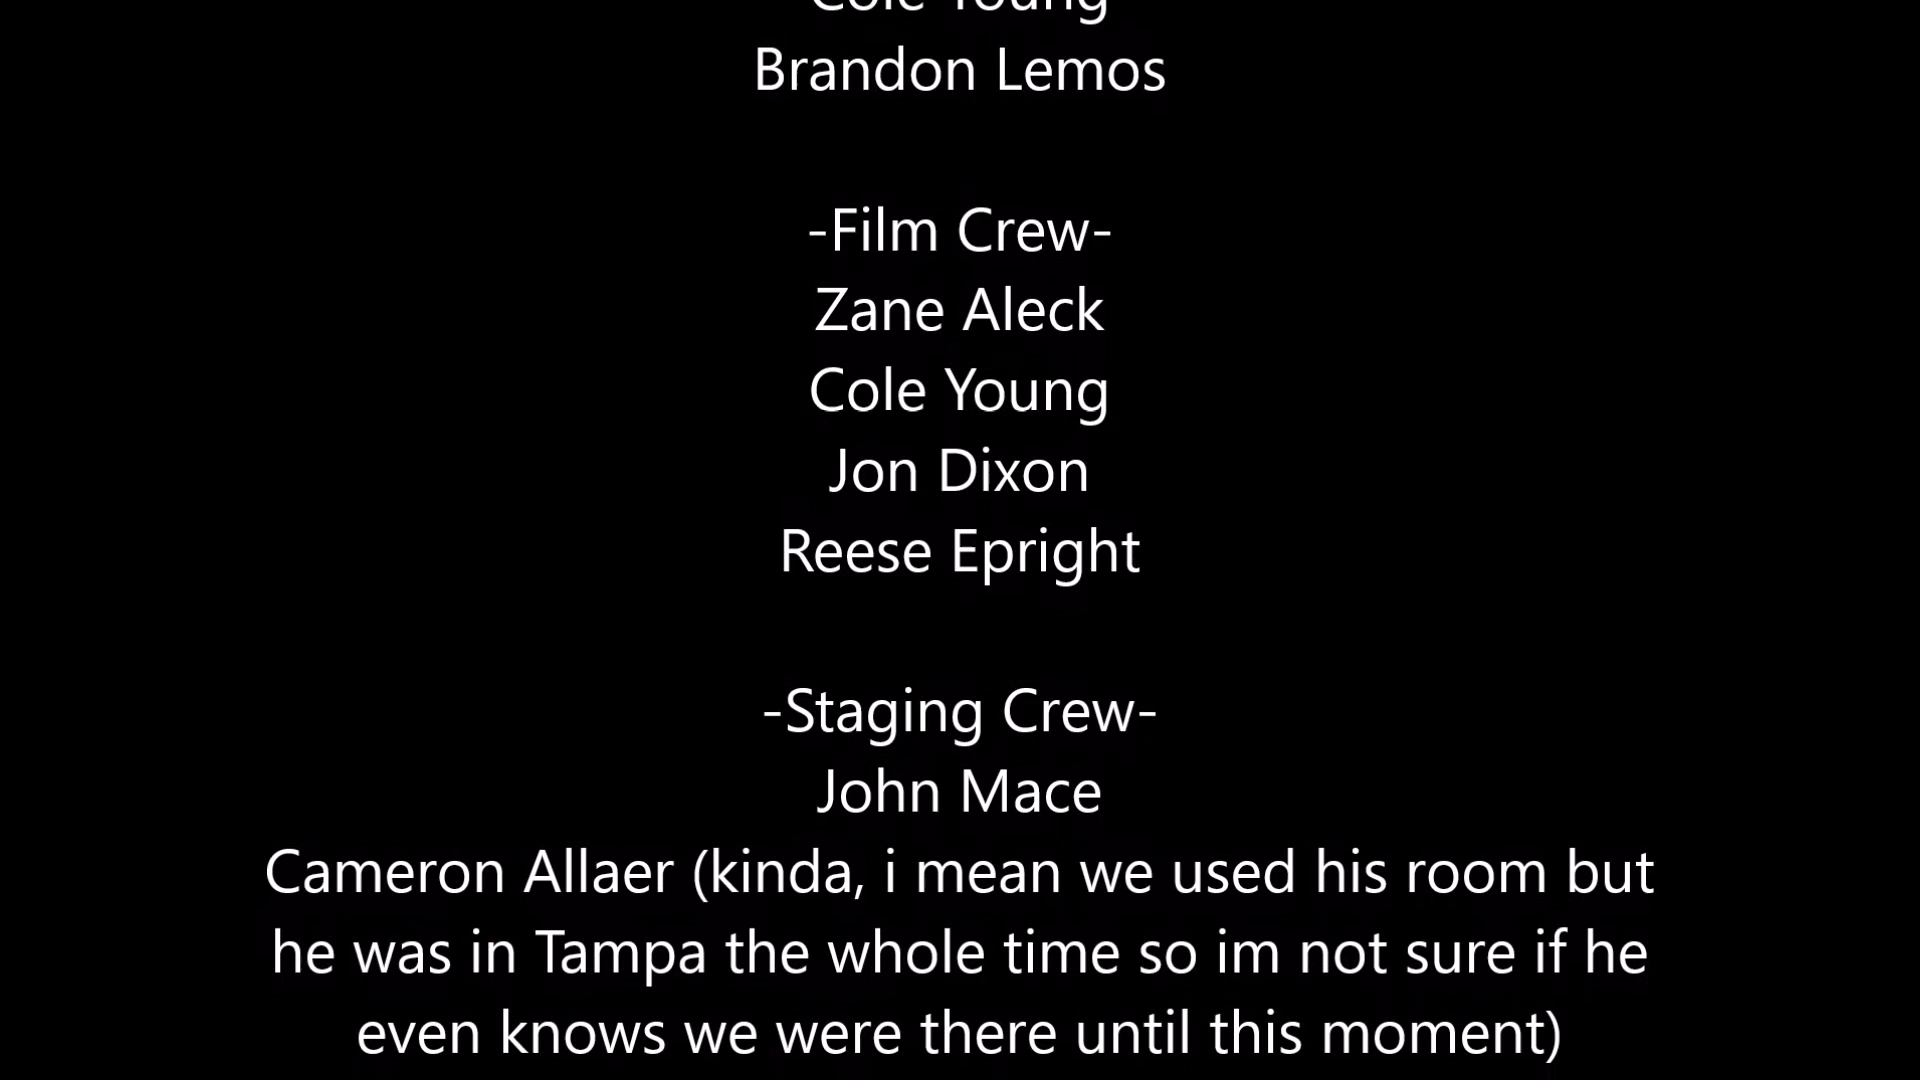 Cole Young
Brandon Lemos
-Film Crew-
Zane Aleck
Cole Young
Jon Dixon
Reese Epright
-Staging Crew-
John Mace
Cameron Allaer (kinda, i mean we used his room but
he was in Tampa the whole time so im not sure if he
even knows we were there until this moment)